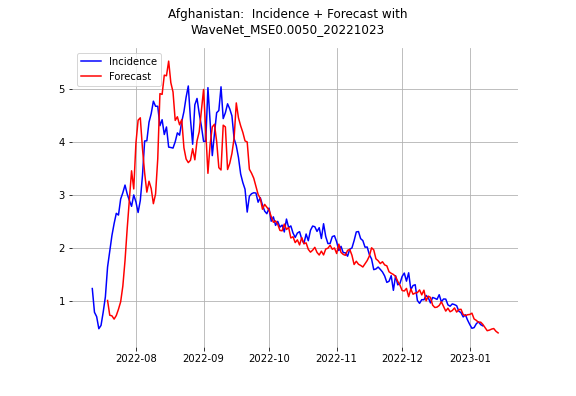 Afghanistan:  Incidence + Forecast with
WaveNet_MSE0.0050_20221023
Incidence
Forecast
5
4
3
2
1
2022-08 2022-09 2022-10 2022-11 2022-12 2023-01